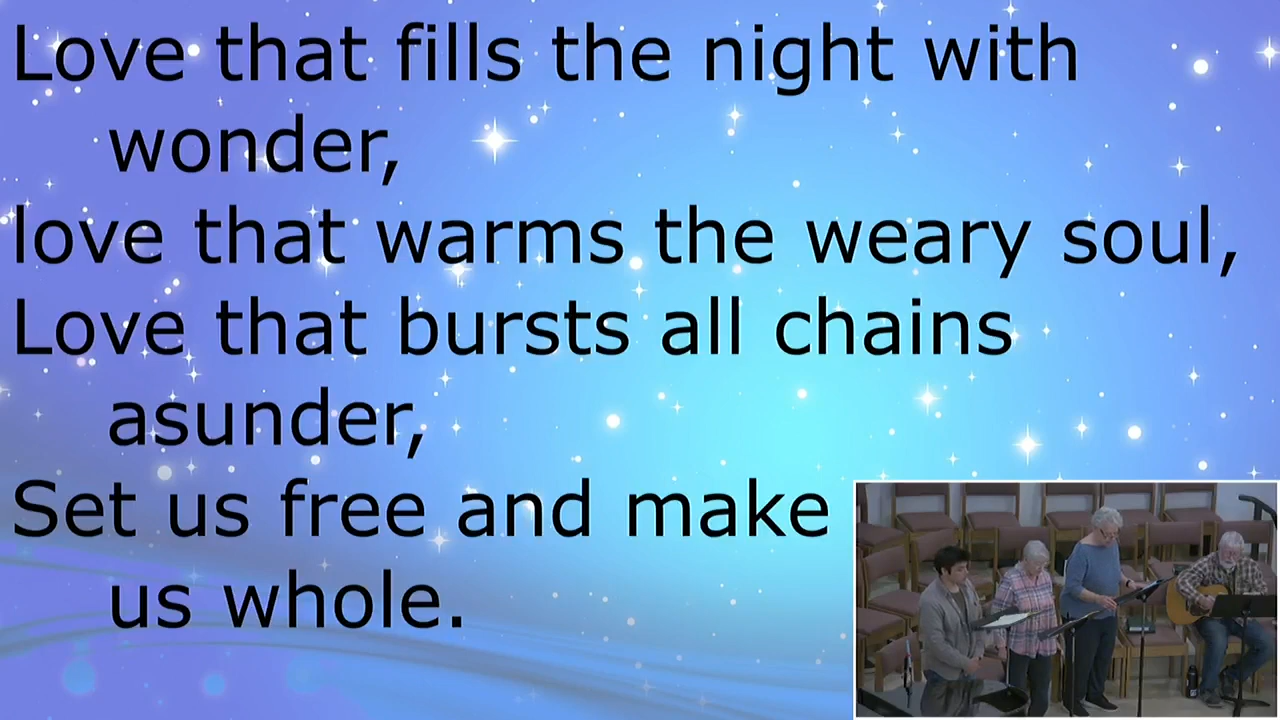 Love that fills the night with
wonder,
love that warms the weary soul,
Love that bursts all chains
asunder,
Set us free and make
us whole.